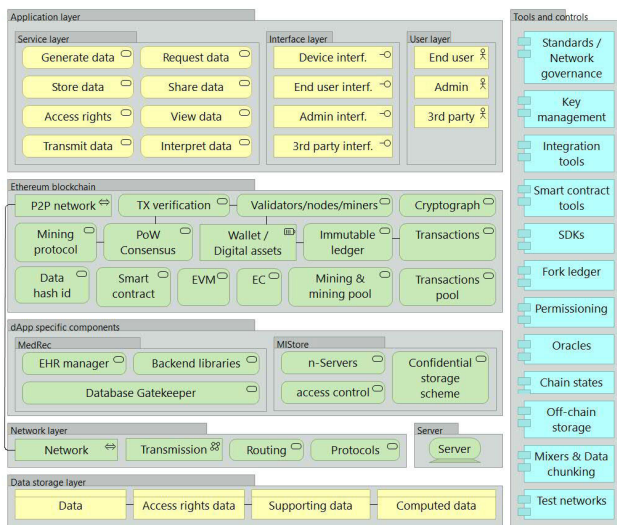 Application layer
Service layer
Generate data
Request data
Store data
Share data
Access rights
View data
Transmit data
Interpret data
Interface layer
Device interf.
End user interf.
Admin interf.
3rd party interf.
User layer
End user
Admin
3rd party
Ethereum blockchain
P2P network
TX verification
Validators/nodes/miners
Cryptograph
Mining
protocol
PoW
Consensus
Wallet /
Digital assets
Immutable
ledger
Transactions
Data
hash id
Smart
contract
EVM
EC
Mining &
mining pool
Transactions
pool
dApp specific components
MedRec
EHR manager
Backend libraries
Database Gatekeeper
MIStore
n-Servers
access control
Confidential
storage
scheme
Network layer
Network
Transmission
Routing
Protocols
Server
Server
Data storage layer
Data
Access rights data
Supporting data
Computed data
Tools and controls
Standards /
Network
governance
Key
management
Integration
tools
Smart contract
tools
SDKs
Fork ledger
Permissioning
Oracles
Chain states
Off-chain
storage
Mixers & Data
chunking
Test networks